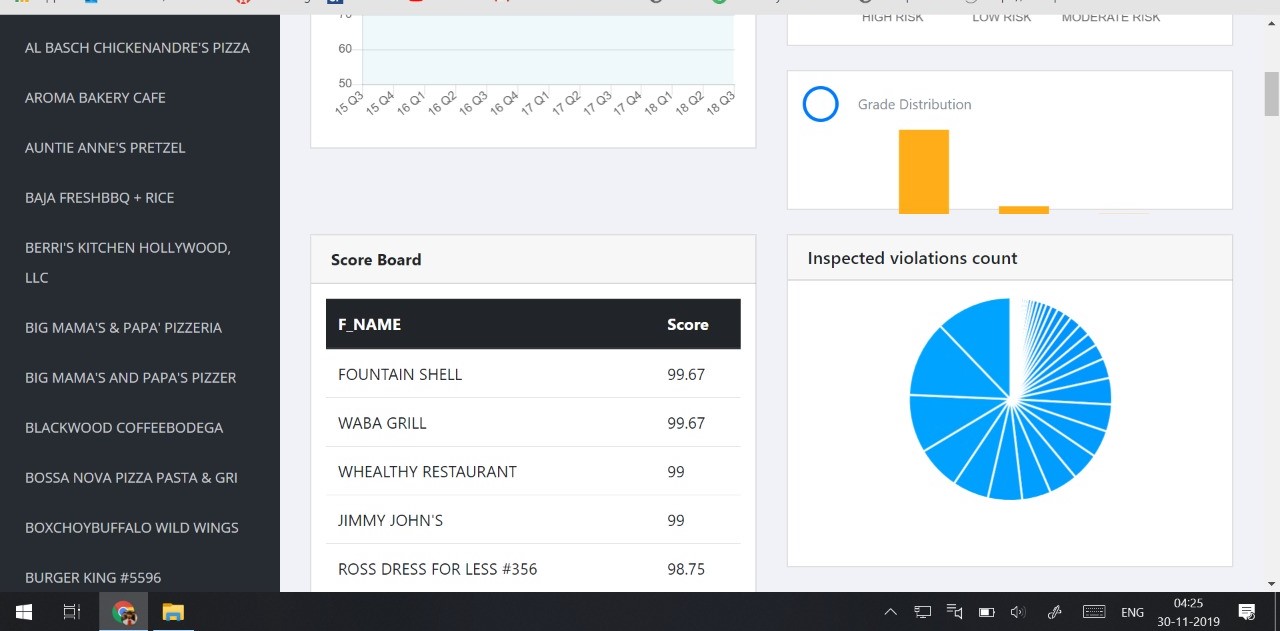 AL BASCH CHICKENANDRE'S PIZZA
AROMA BAKERY CAFE
AUNTIE ANNE'S PRETZEL
BAJA FRESHBBQ + RICE
BERRI'S KITCHEN HOLLYWOOD,
LLC
BIG MAMA'S & PAPA' PIZZERIA
BIG MAMA'S AND PAPA'S PIZZER
BLACKWOOD COFFEEBODEGA
BOSSA NOVA PIZZA PASTA & GRI
BOXCHOYBUFFALO WILD WINGS
BURGER KING #5596
70
60
50
15 Q3 15 Q4 16 Q1 16 Q2 16 Q3 16 Q4 17 Q1 17 Q2 17 Q3 17 Q4 18 Q1 18 Q2 18 Q3
HIGH RISK LOW RISK MODERATE RISK
Grade Distribution
Score Board
F_NAME Score
FOUNTAIN SHELL 99.67
WABA GRILL 99.67
WHEALTHY RESTAURANT 99
JIMMY JOHN'S 99
ROSS DRESS FOR LESS #356 98.75
Inspected violations count
ENG
04:25
30-11-2019